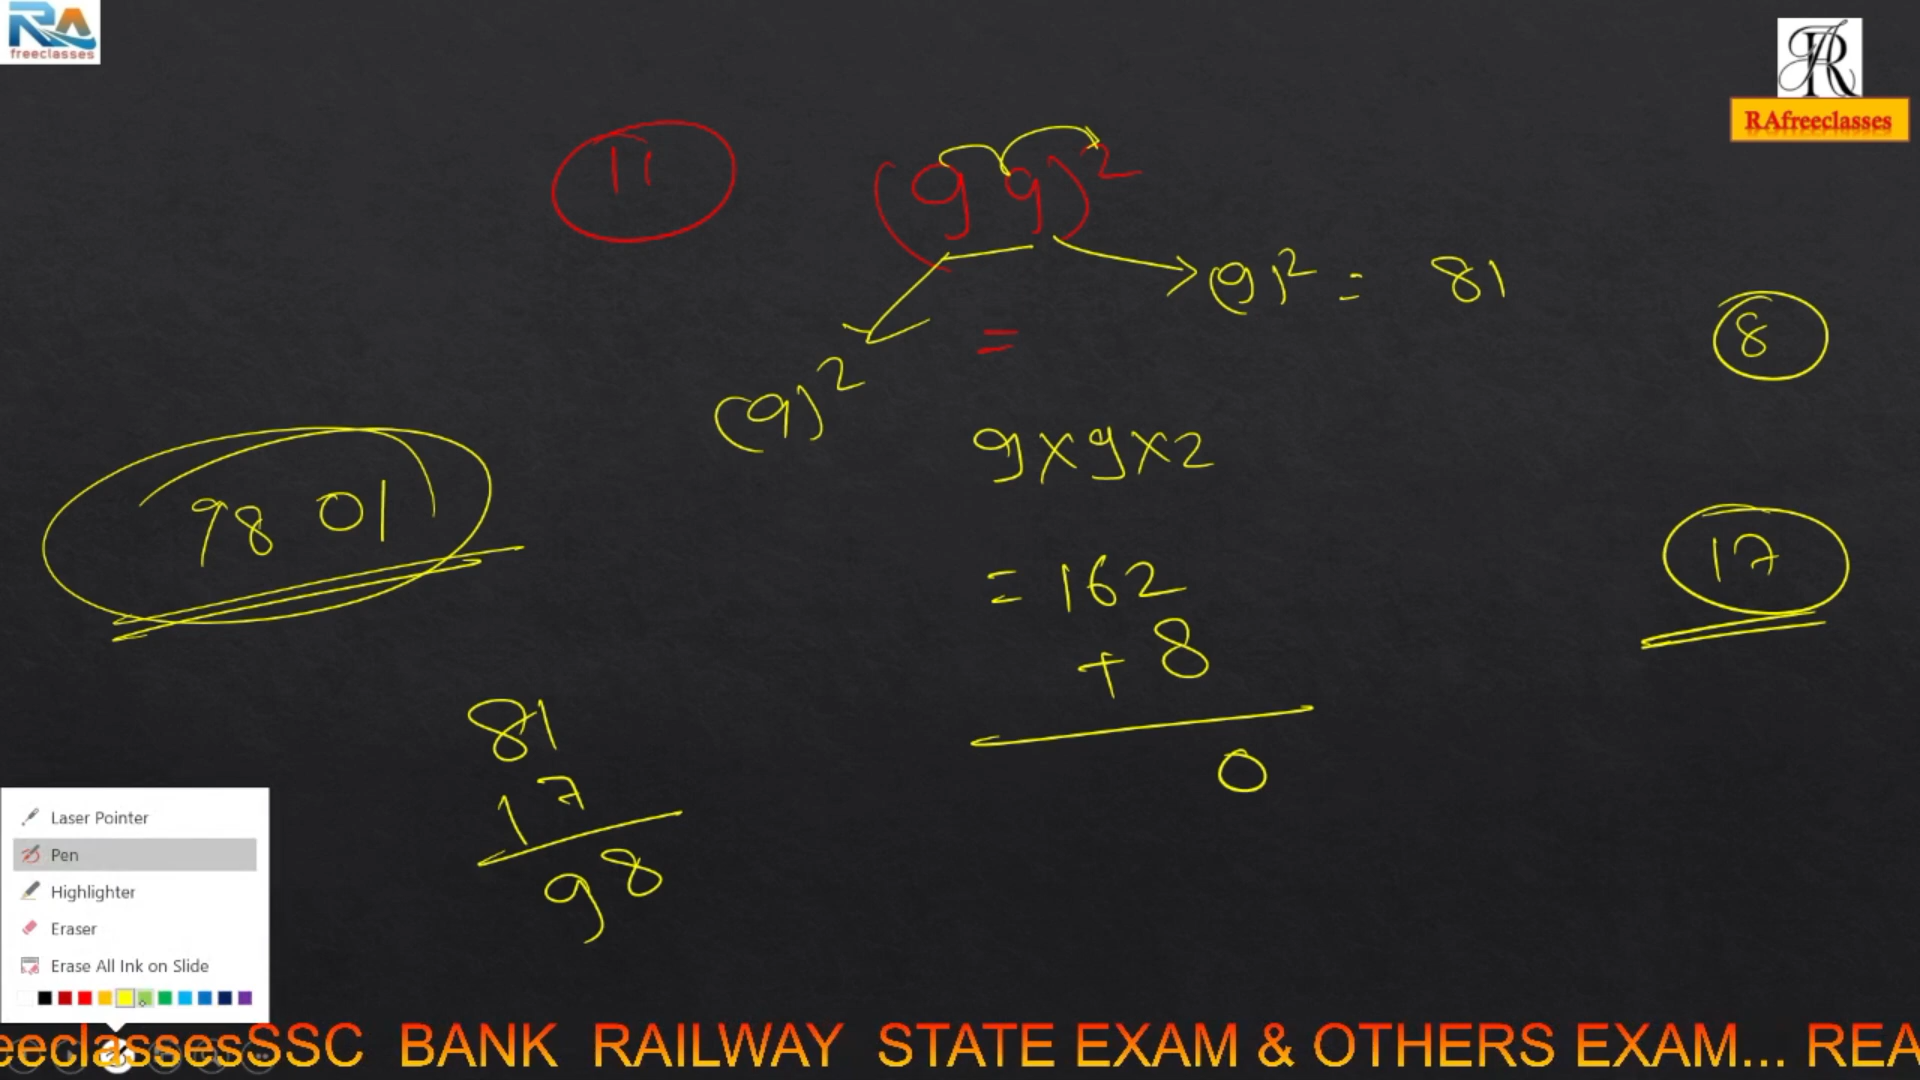 RA
freeclasses
AR
RAfreeclasses
11
(99)²
(9)² = 81
8
=
(9)²
9×9×2
9801
17
= 162
+ 8
0
81
17
98
Laser Pointer
Pen
Highlighter
Eraser
Erase All Ink on Slide
eeclassesSSC BANK RAILWAY STATE EXAM & OTHERS EXAM... REA